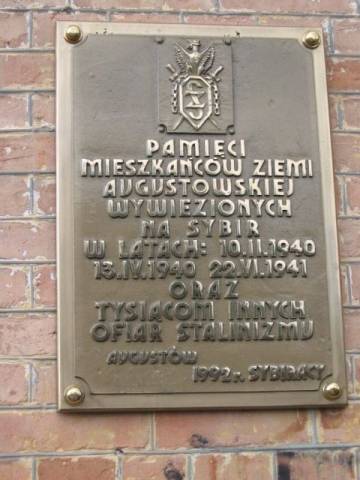 PAMIĘCI
MIESZKAŃCÓW ZIEMI
AUGUSTOWSKIEJ
WYWIEZIONYCH
NA SYBIR
W LATACH: 10.II.1940
13.IV.1940 22.VI.1941
ORAZ
TYSIĄCOM INNYCH
OFIAR STALINIZMU
AUGUSTÓW
1992 r. SYBIRACY